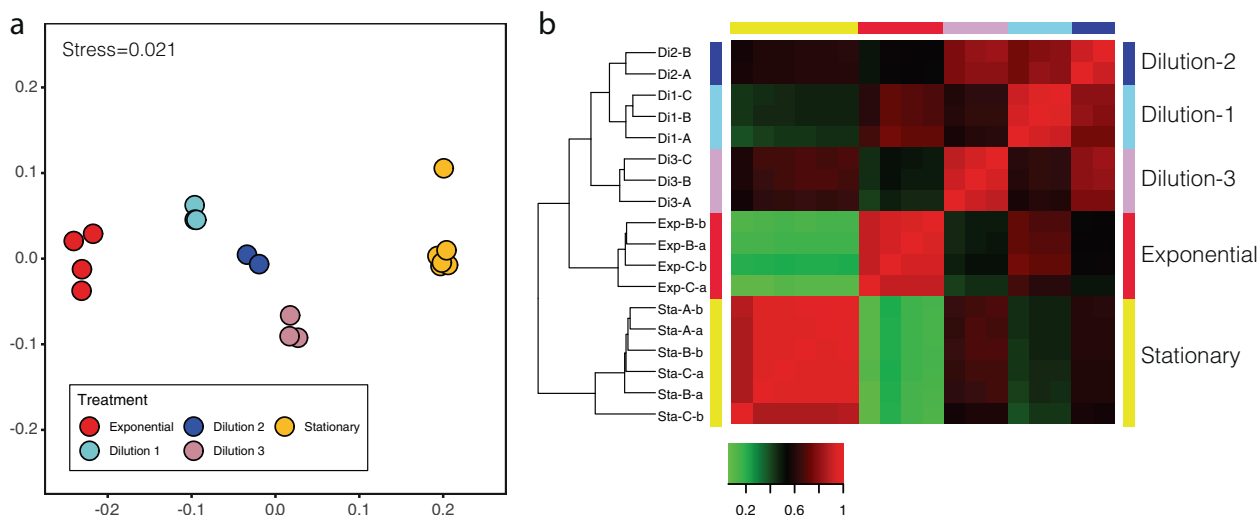 a
Stress=0.021
0.2
0.1
0.0
-0.1
-0.2
-02
-0.1
0.0
0.1
0.2
Treatment
Exponential
Dilution 2
Stationary
Dilution 1
Dilution 3
b
Di2-B
Di2-A
Di1-C
Di1-B
Di1-A
Di3-C
Di3-B
Di3-A
Exp-B-b
Exp-B-a
Exp-C-b
Exp-C-a
Sta-A-b
Sta-A-a
Sta-B-b
Sta-C-a
Sta-B-a
Sta-C-b
Dilution-2
Dilution-1
Dilution-3
Exponential
Stationary
0.2 0.6 1